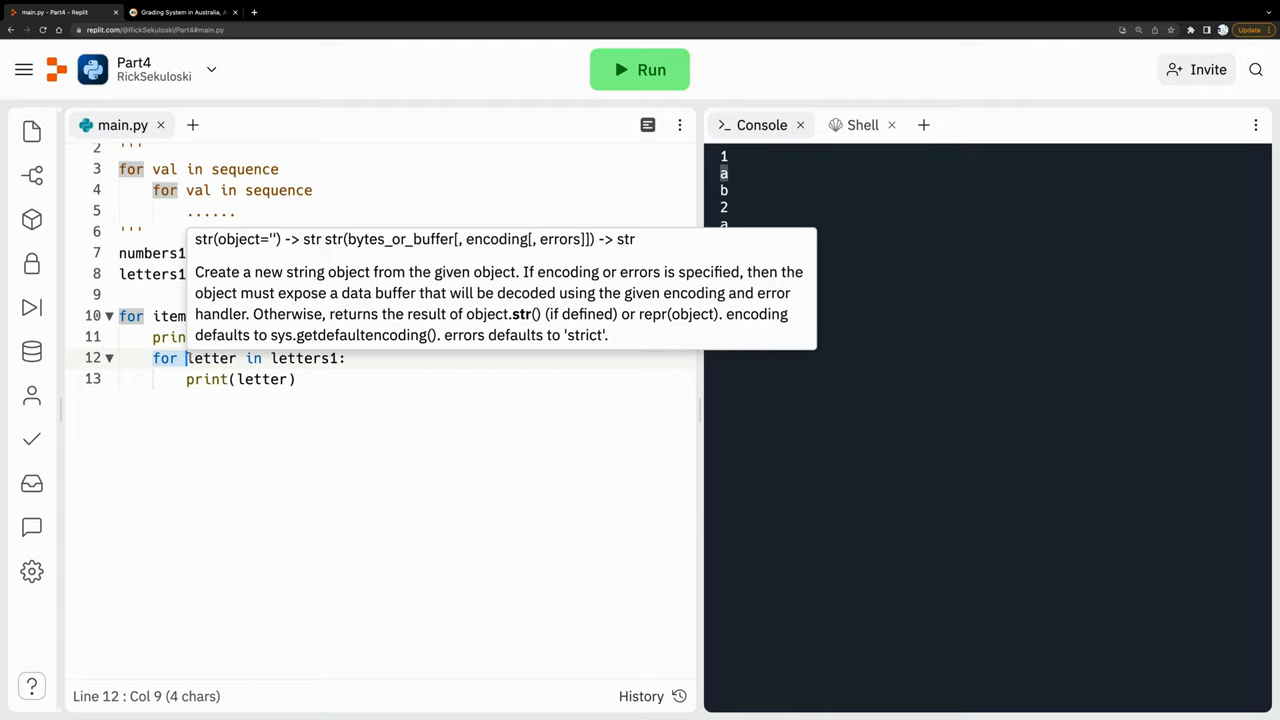 main.py - Part4 - Replit
Grading System in Australia, A
replit.com/@RickSekuloski/Part4#main.py
Update
Part4
RickSekuloski
Run
Invite
main.py
2
3 for val in sequence
4 for val in sequence
5 ......
6 '''
7 numbers1
8 letters1
9
10 for item
11 prin
12 for letter in letters1:
13 print(letter)
str(object='') -> str str(bytes_or_buffer[, encoding[, errors]]) -> str
Create a new string object from the given object. If encoding or errors is specified, then the
object must expose a data buffer that will be decoded using the given encoding and error
handler. Otherwise, returns the result of object.str() (if defined) or repr(object). encoding
defaults to sys.getdefaultencoding(). errors defaults to 'strict'.
Line 12 : Col 9 (4 chars)
History
Console
Shell
1
a
b
2
a
?